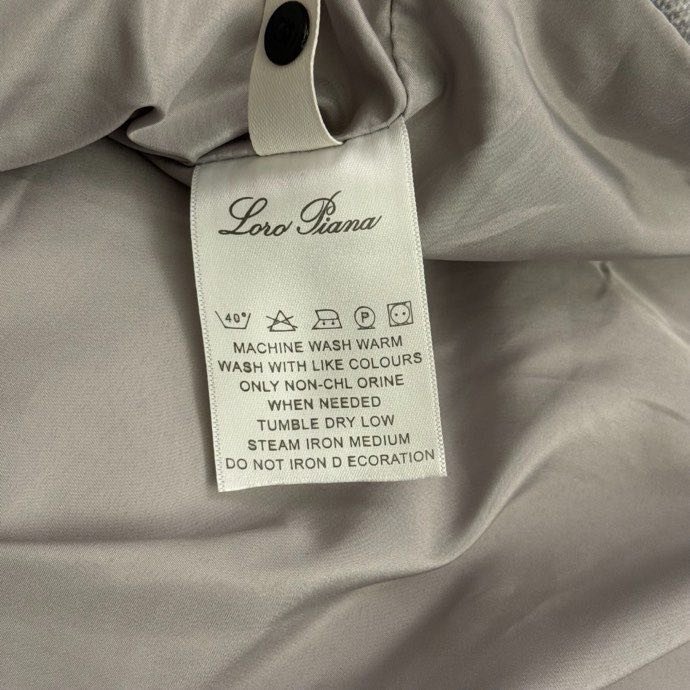 Loro Piana
40°
P
MACHINE WASH WARM
WASH WITH LIKE COLOURS
ONLY NON-CHL ORINE
WHEN NEEDED
TUMBLE DRY LOW
STEAM IRON MEDIUM
DO NOT IRON D ECORATION